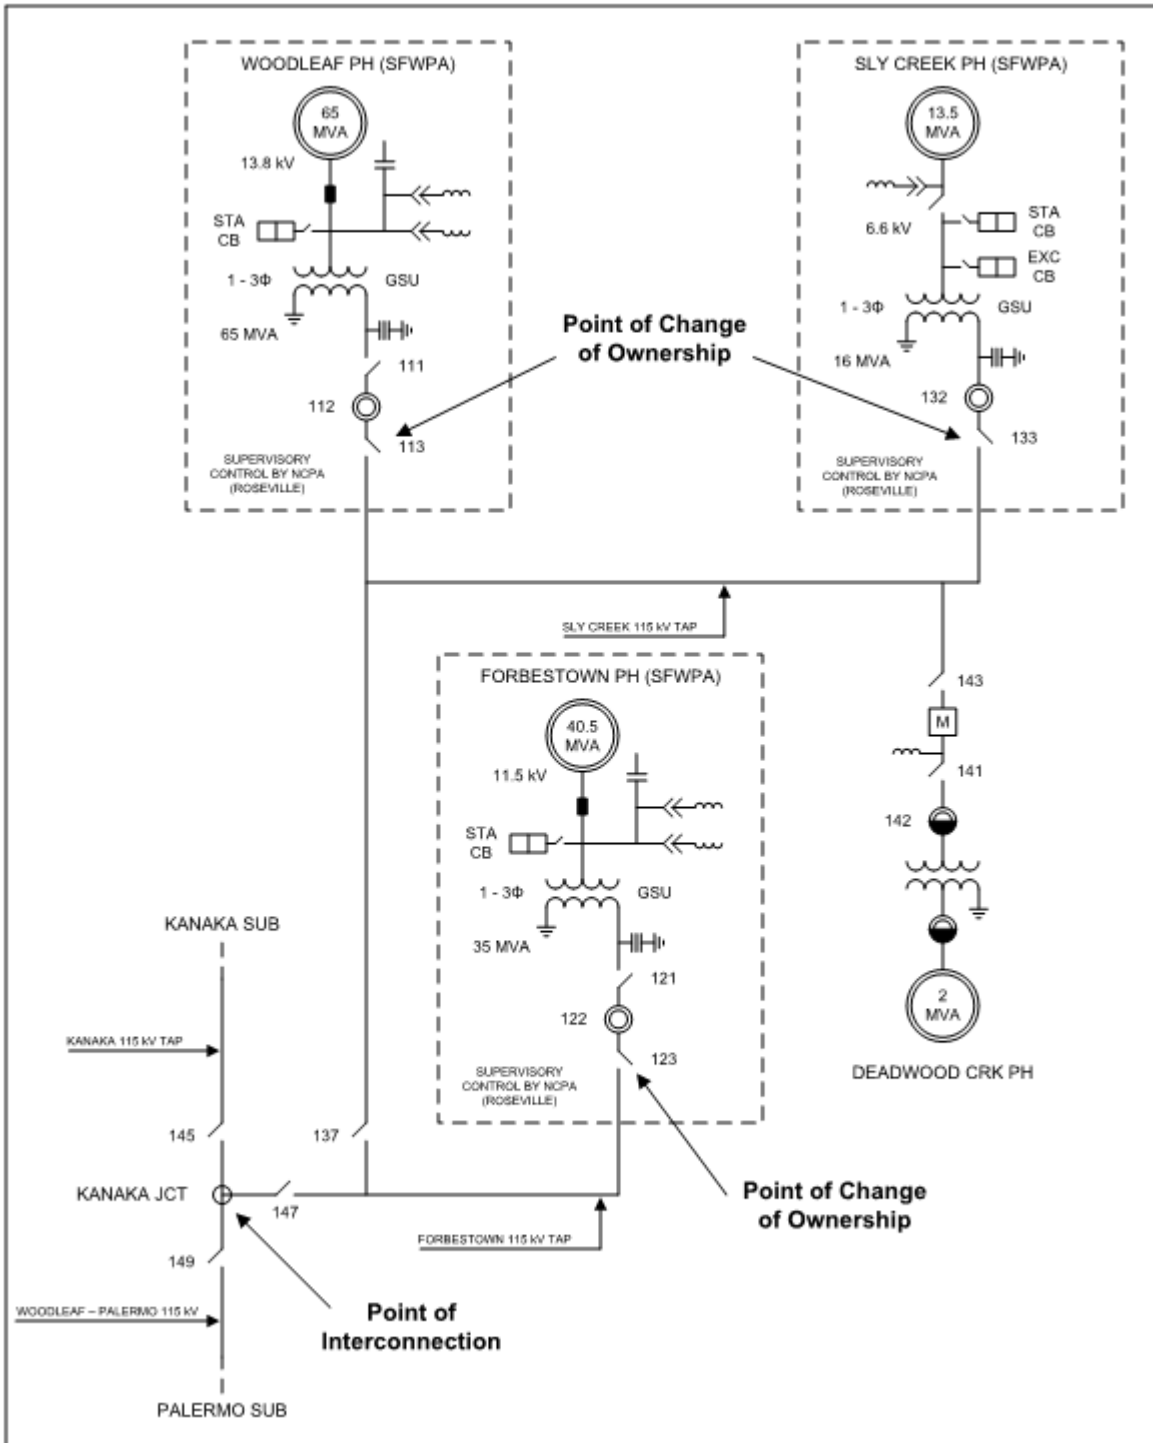 WOODLEAF PH (SFWPA)
65
MVA
13.8 kV
STA
CB
1 - 3Φ
GSU
65 MVA
111
112
113
SUPERVISORY
CONTROL BY NCPA
(ROSEVILLE)
SLY CREEK PH (SFWPA)
13.5
MVA
6.6 kV
STA
CB
EXC
CB
1 - 3Φ
GSU
16 MVA
132
133
SUPERVISORY
CONTROL BY NCPA
(ROSEVILLE)
Point of Change
of Ownership
SLY CREEK 115 kV TAP
FORBESTOWN PH (SFWPA)
40.5
MVA
11.5 kV
STA
CB
1 - 3Φ
GSU
35 MVA
121
122
123
SUPERVISORY
CONTROL BY NCPA
(ROSEVILLE)
143
M
141
142
2
MVA
DEADWOOD CRK PH
KANAKA SUB
KANAKA 115 kV TAP
145
137
KANAKA JCT
147
149
FORBESTOWN 115 kV TAP
Point of Change
of Ownership
WOODLEAF – PALERMO 115 kV
Point of
Interconnection
PALERMO SUB